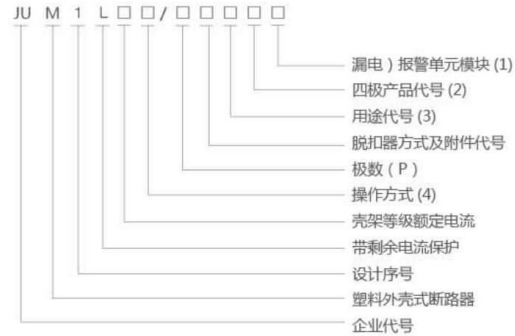 JU M 1 L □ □ / □ □ □ □ □
漏电）报警单元模块 (1)
四极产品代号 (2)
用途代号 (3)
脱扣器方式及附件代号
极数（P）
操作方式 (4)
壳架等级额定电流
带剩余电流保护
设计序号
塑料外壳式断路器
企业代号